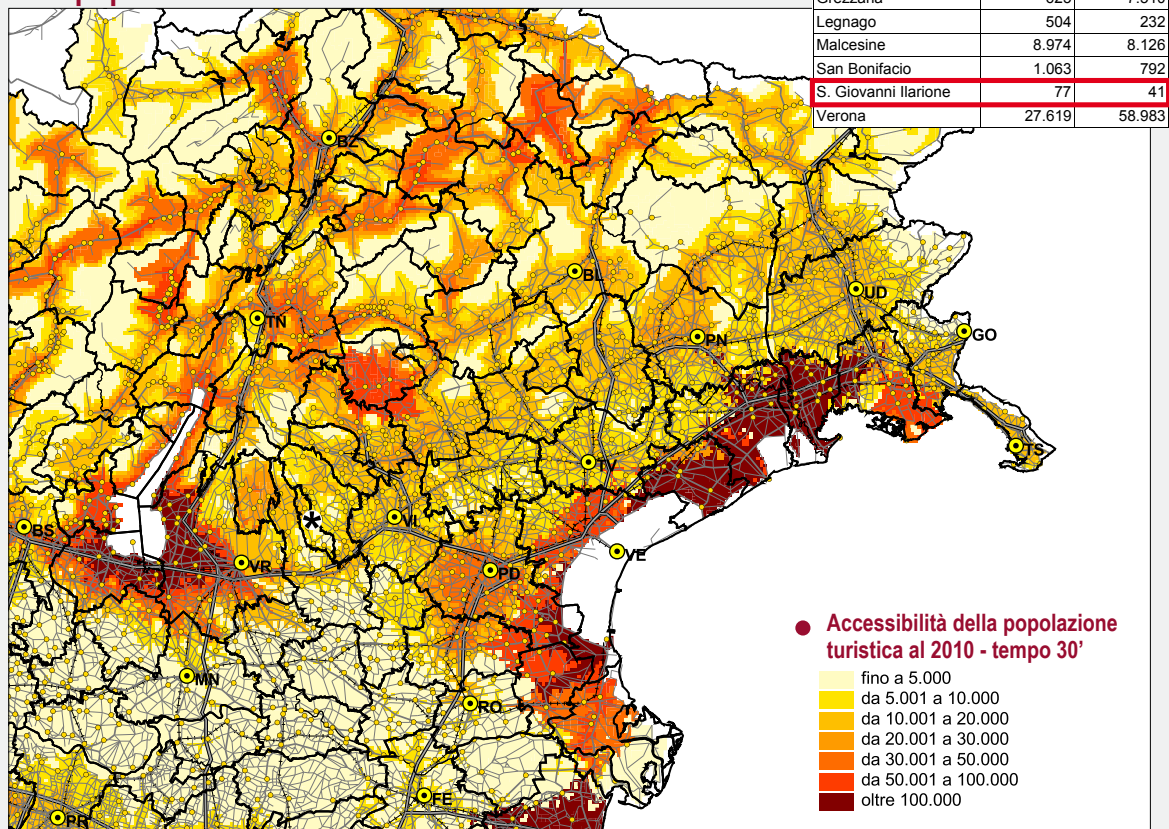 Legnago 504 232
Malcesine 8.974 8.126
San Bonifacio 1.063 792
S. Giovanni Ilarione 77 41
Verona 27.619 58.983
BZ
BL
UD
TN
GO
PN
TS
TV
BS
VI
VE
VR
PD
MN
RO
FE
PR
*
Accessibilità della popolazione
turistica al 2010 - tempo 30'
fino a 5.000
da 5.001 a 10.000
da 10.001 a 20.000
da 20.001 a 30.000
da 30.001 a 50.000
da 50.001 a 100.000
oltre 100.000